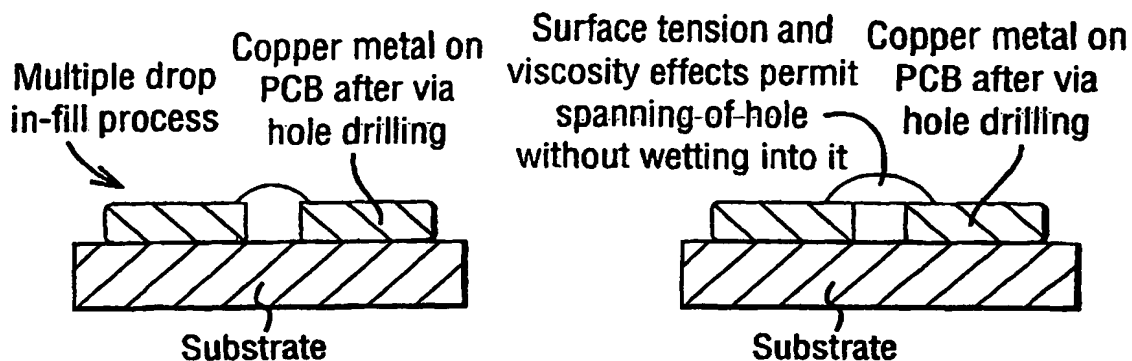 Multiple drop
in-fill process
Copper metal on
PCB after via
hole drilling
Substrate
Surface tension and
viscosity effects permit
spanning-of-hole
without wetting into it
Copper metal on
PCB after via
hole drilling
Substrate